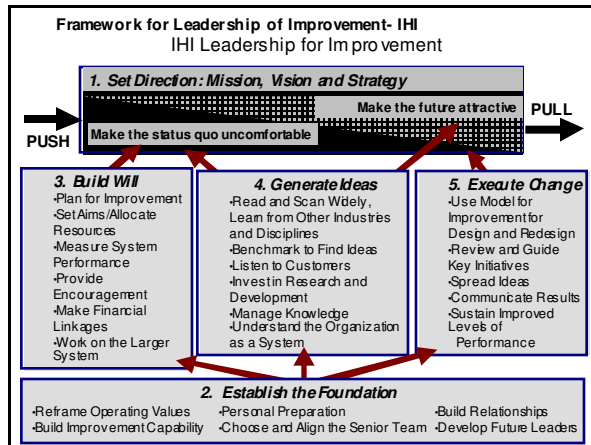 Framework for Leadership of Improvement- IHI
IHI Leadership for Improvement
1. Set Direction: Mission, Vision and Strategy
Make the future attractive
PULL
PUSH
Make the status quo uncomfortable
3. Build Will
•Plan for Improvement
•Set Aims/Allocate
Resources
•Measure System
Performance
•Provide
Encouragement
•Make Financial
Linkages
•Work on the Larger
System
4. Generate Ideas
•Read and Scan Widely,
Learn from Other Industries
and Disciplines
•Benchmark to Find Ideas
•Listen to Customers
•Invest in Research and
Development
•Manage Knowledge
•Understand the Organization
as a System
5. Execute Change
•Use Model for
Improvement for
Design and Redesign
•Review and Guide
Key Initiatives
•Spread Ideas
•Communicate Results
•Sustain Improved
Levels of
Performance
2. Establish the Foundation
•Reframe Operating Values •Personal Preparation •Build Relationships
•Build Improvement Capability •Choose and Align the Senior Team •Develop Future Leaders